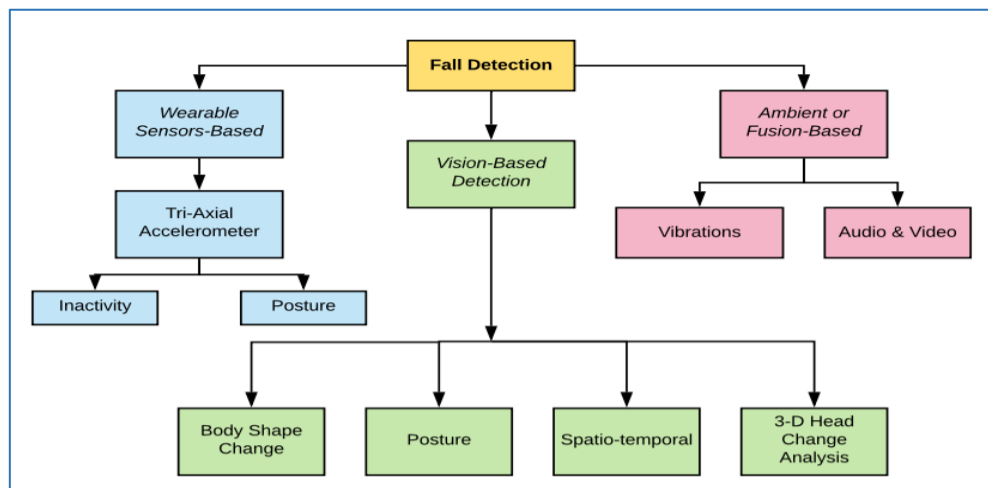 Fall Detection
Wearable
Sensors-Based
Ambient or
Fusion-Based
Vision-Based
Detection
Tri-Axial
Accelerometer
Vibrations
Audio & Video
Inactivity
Posture
Body Shape
Change
Posture
Spatio-temporal
3-D Head
Change
Analysis